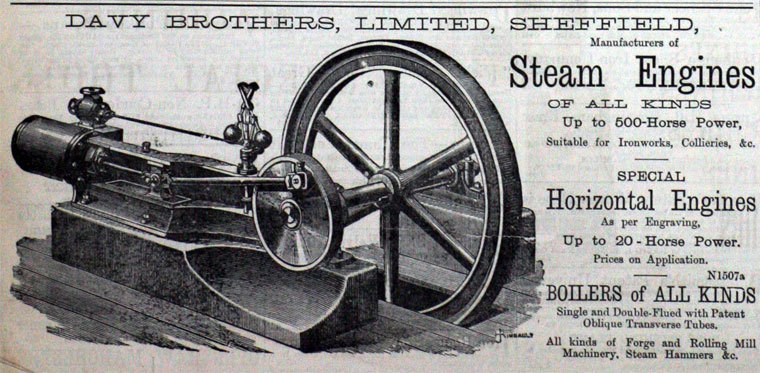 DAVY BROTHERS, LIMITED, SHEFFIELD,
Manufacturers of
Steam Engines
OF ALL KINDS
Up to 500-Horse Power,
Suitable for Ironworks, Collieries, &c.
SPECIAL
Horizontal Engines
As per Engraving,
Up to 20-Horse Power.
Prices on Application.
N1507a
BOILERS of ALL KINDS
Single and Double-Flued with Patent
Oblique Transverse Tubes.
All kinds of Forge and Rolling Mill
Machinery, Steam Hammers &c.